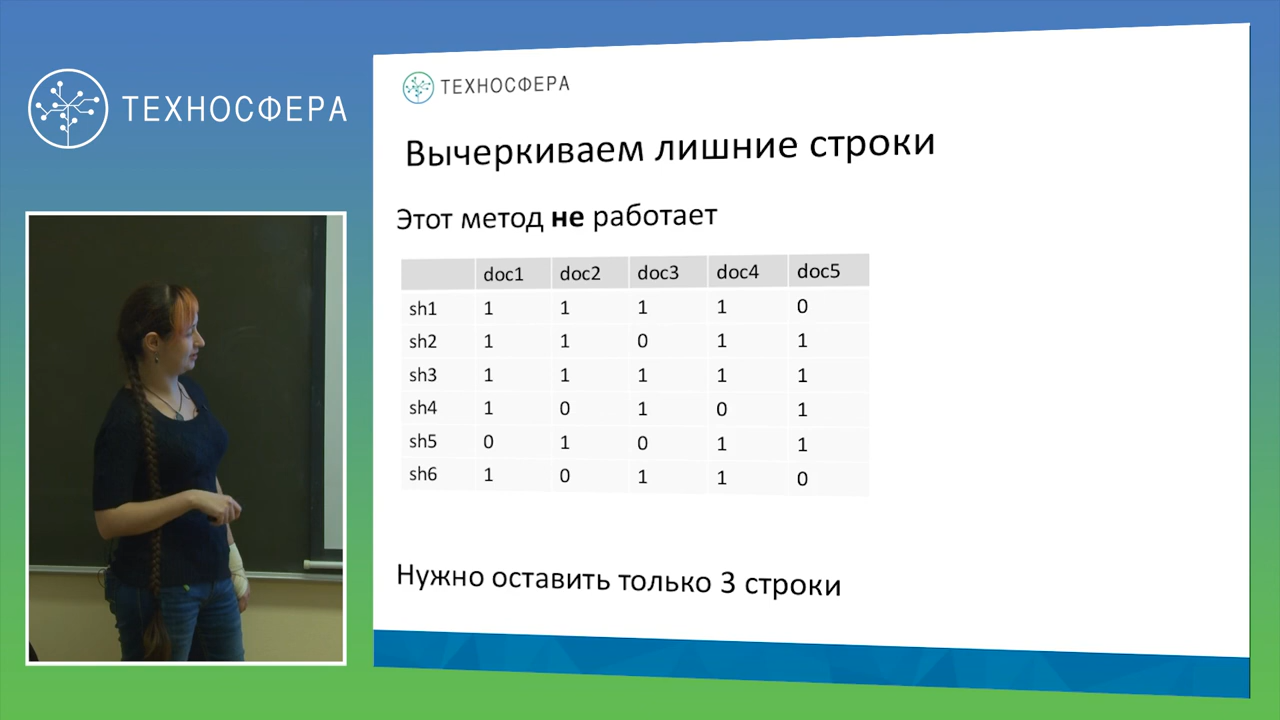 ТЕХНОСФЕРА
ТЕХНОСФЕРА
Вычеркиваем лишние строки
Этот метод не работает
doc1 doc2 doc3 doc4 doc5
sh1 1 1 1 1 0
sh2 1 1 0 1 1
sh3 1 1 1 1 1
sh4 1 0 1 0 1
sh5 0 1 0 1 1
sh6 1 0 1 1 0
Нужно оставить только 3 строки